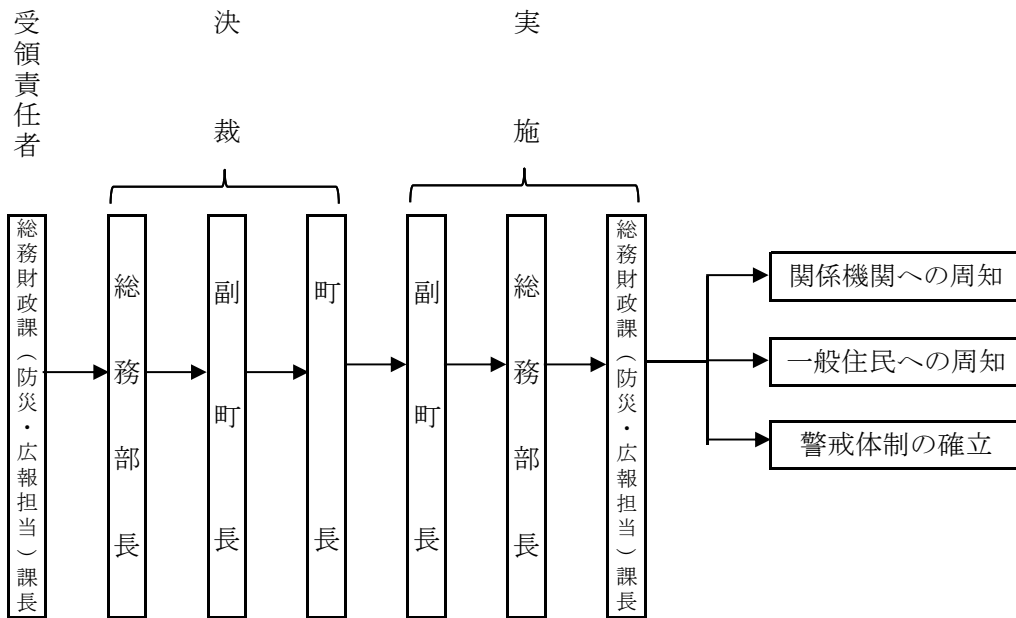 受領責任者
決裁
実施
総務財政課（防災・広報担当）課長
総務部長
副町長
町長
副町長
総務部長
総務財政課（防災・広報担当）課長
関係機関への周知
一般住民への周知
警戒体制の確立